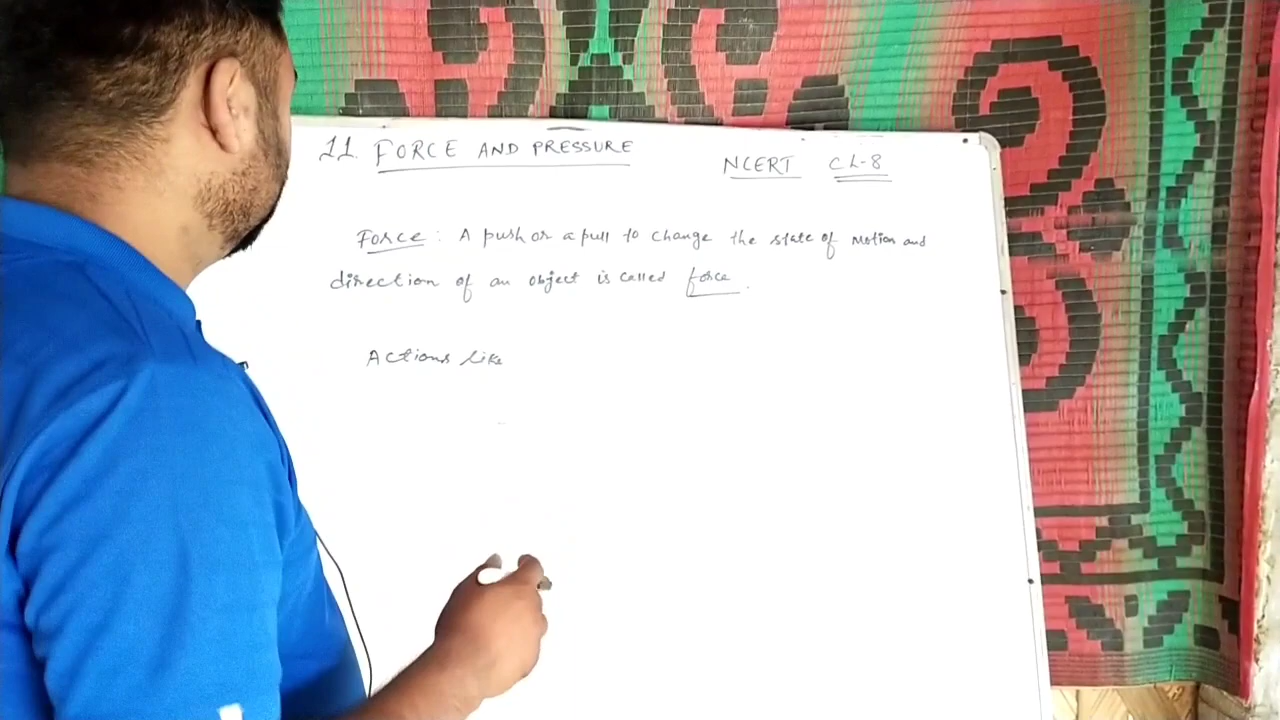 11. FORCE AND PRESSURE
NCERT CL-8
Force : A push or a pull to change the state of Motion and
direction of an object is called force.
Actions like